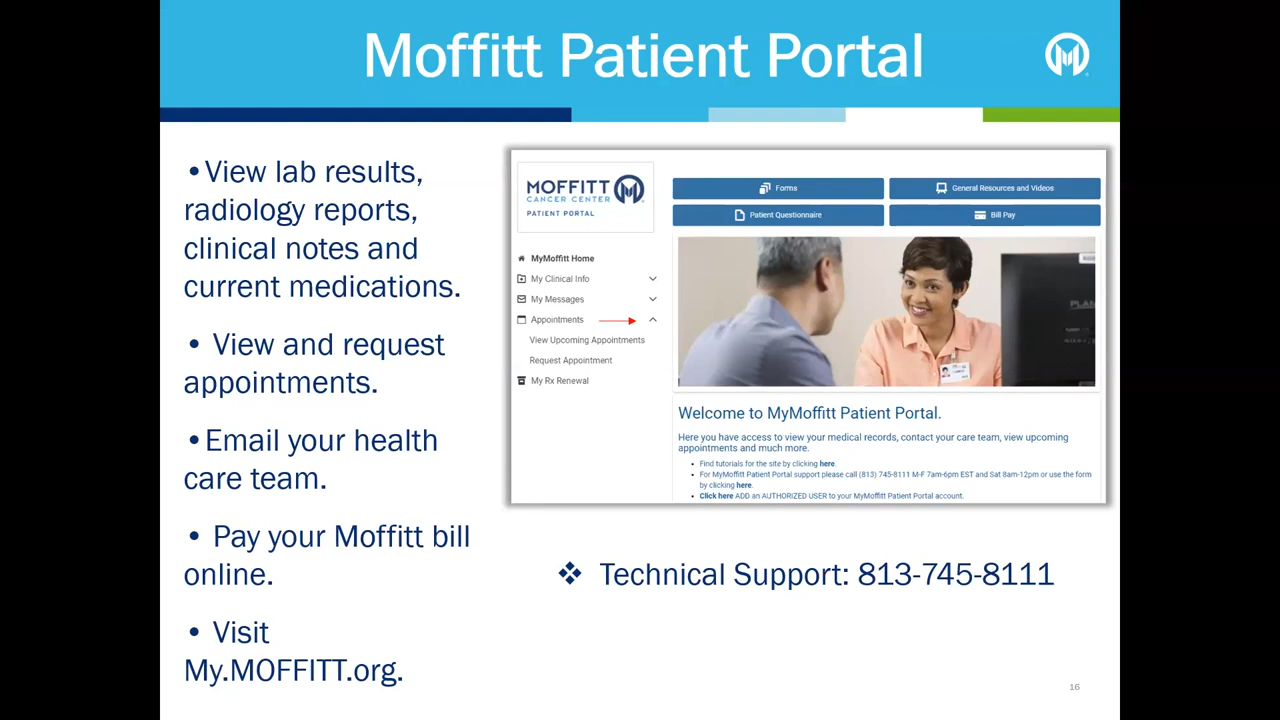 Moffitt Patient Portal
•View lab results,
radiology reports,
clinical notes and
current medications.
• View and request
appointments.
•Email your health
care team.
• Pay your Moffitt bill
online.
• Visit
My.MOFFITT.org.
MOFFITT
CANCER CENTER
PATIENT PORTAL
MyMoffitt Home
My Clinical Info
My Messages
Appointments
View Upcoming Appointments
Request Appointment
My Rx Renewal
Forms
General Resources and Videos
Patient Questionnaire
Bill Pay
Welcome to MyMoffitt Patient Portal.
Here you have access to view your medical records, contact your care team, view upcoming
appointments and much more.
• Find tutorials for the site by clicking here.
• For MyMoffitt Patient Portal support please call (813) 745-8111 M-F 7am-6pm EST and Sat 8am-12pm or use the form
by clicking here.
• Click here ADD an AUTHORIZED USER to your MyMoffitt Patient Portal account.
❖ Technical Support: 813-745-8111
16